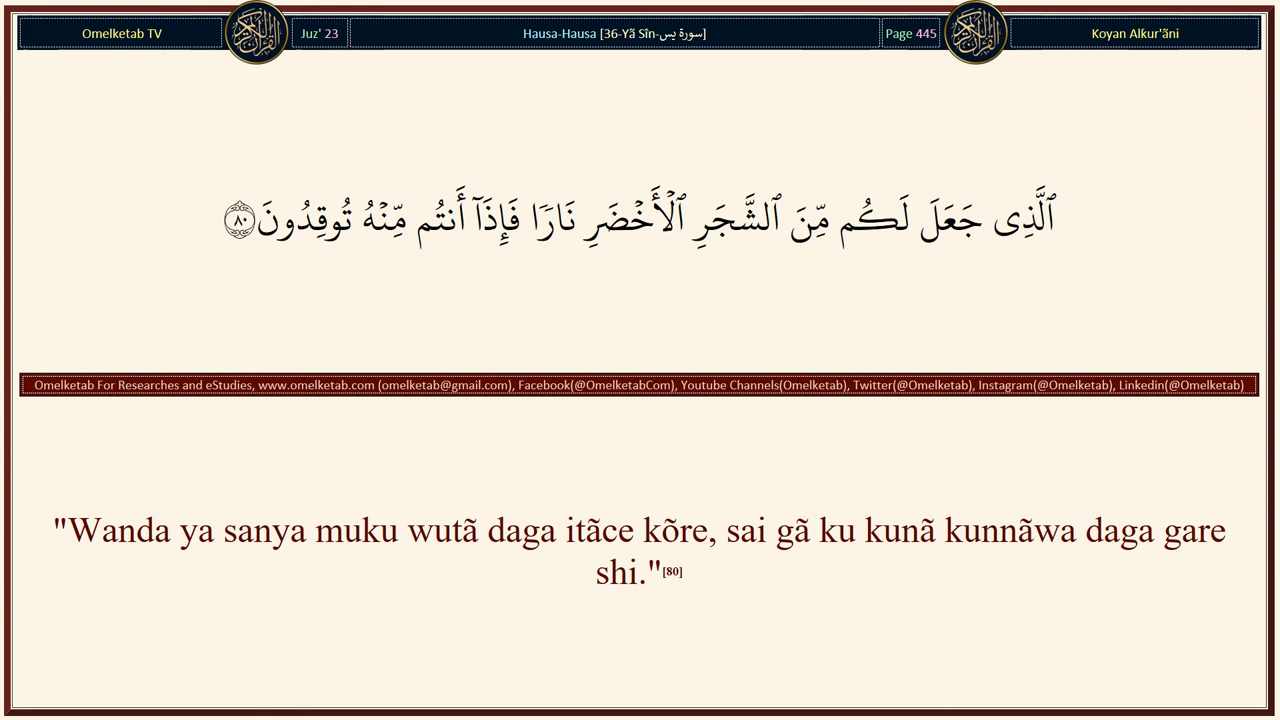 Omelketab TV
Juz' 23
Hausa-Hausa [36-Yã Sîn-سورة يس]
Page 445
Koyan Alƙur'ãni
ٱلَّذِى جَعَلَ لَكُم مِّنَ ٱلشَّجَرِ ٱلْأَخْضَرِ نَارًا فَإِذَآ أَنتُم مِّنْهُ تُوقِدُونَ ٨٠
Omelketab For Researches and eStudies, www.omelketab.com (omelketab@gmail.com), Facebook(@OmelketabCom), Youtube Channels(Omelketab), Twitter(@Omelketab), Instagram(@Omelketab), Linkedin(@Omelketab)
"Wanda ya sanya muku wutã daga itãce kõre, sai gã ku kunã kunnãwa daga gare
shi."[80]